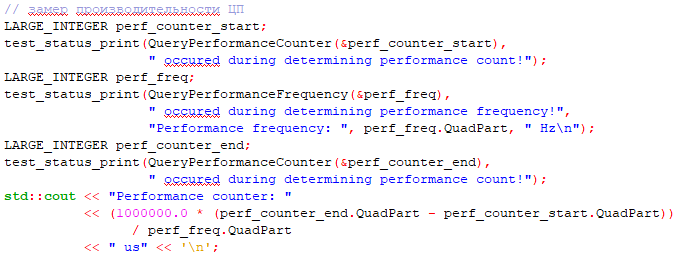 // замер производительности ЦП
LARGE_INTEGER perf_counter_start;
test_status_print(QueryPerformanceCounter(&perf_counter_start),
                  " occured during determining performance count!");
LARGE_INTEGER perf_freq;
test_status_print(QueryPerformanceFrequency(&perf_freq),
                  " occured during determining performance frequency!",
                  "Performance frequency: ", perf_freq.QuadPart, " Hz\n");
LARGE_INTEGER perf_counter_end;
test_status_print(QueryPerformanceCounter(&perf_counter_end),
                  " occured during determining performance count!");
std::cout << "Performance counter: "
          << (1000000.0 * (perf_counter_end.QuadPart - perf_counter_start.QuadPart))
                / perf_freq.QuadPart
          << " us" << '\n';